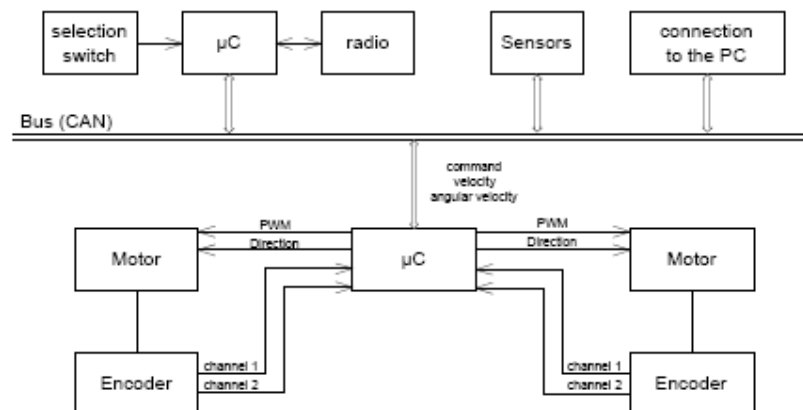 selection
switch
µC
radio
Sensors
connection
to the PC
Bus (CAN)
command
velocity
angular velocity
PWM
Direction
Motor
µC
PWM
Direction
Motor
channel 1
channel 2
Encoder
channel 1
channel 2
Encoder